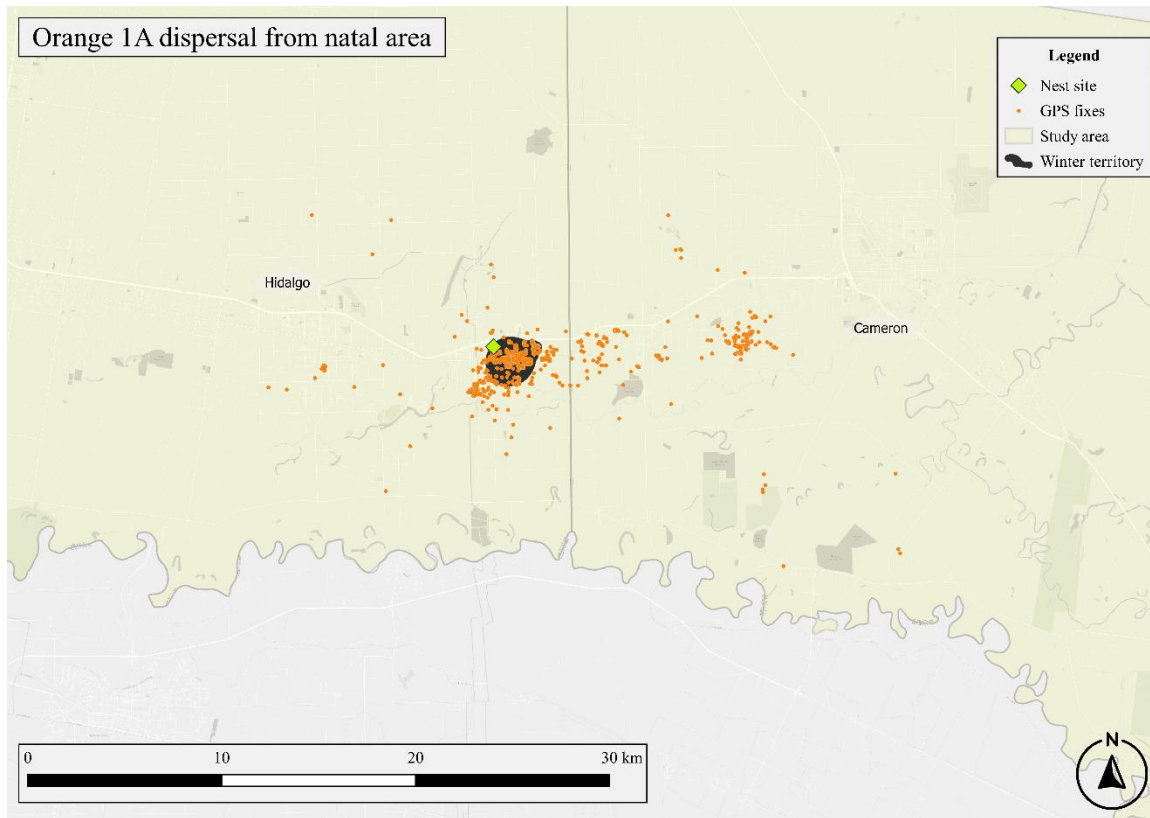 Orange 1A dispersal from natal area
Legend
Nest site
GPS fixes
Study area
Winter territory
Hidalgo
Cameron
0 10 20 30 km
N